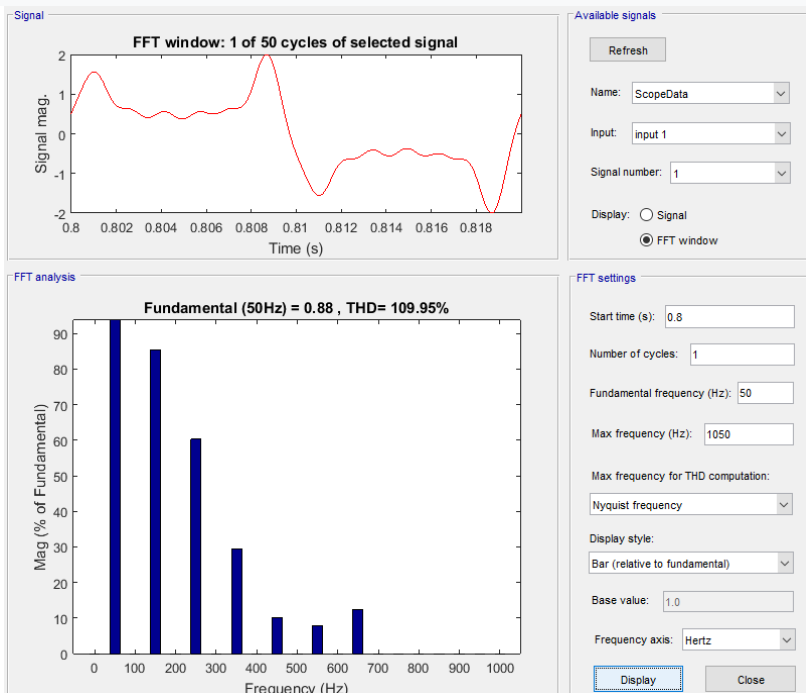 Signal
FFT window: 1 of 50 cycles of selected signal
2
1
0
-1
-2
Signal mag.
0.8 0.802 0.804 0.806 0.808 0.81 0.812 0.814 0.816 0.818
Time (s)
Available signals
Refresh
Name: ScopeData
Input: input 1
Signal number: 1
Display: Signal
FFT window
FFT analysis
Fundamental (50Hz) = 0.88 , THD= 109.95%
90
80
70
60
50
40
30
20
10
0
Mag (% of Fundamental)
0 100 200 300 400 500 600 700 800 900 1000
Frequency (Hz)
FFT settings
Start time (s): 0.8
Number of cycles: 1
Fundamental frequency (Hz): 50
Max frequency (Hz): 1050
Max frequency for THD computation:
Nyquist frequency
Display style:
Bar (relative to fundamental)
Base value: 1.0
Frequency axis: Hertz
Display Close